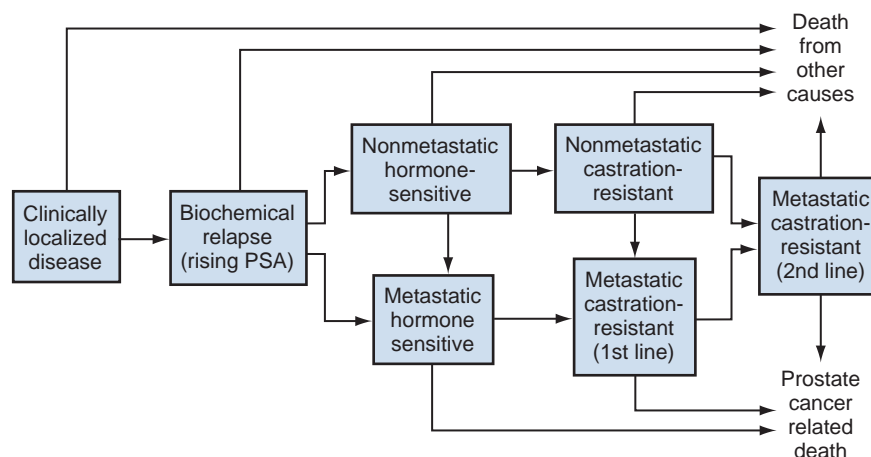 Death
from
other
causes
Clinically
localized
disease
Biochemical
relapse
(rising PSA)
Nonmetastatic
hormone-
sensitive
Nonmetastatic
castration-
resistant
Metastatic
hormone
sensitive
Metastatic
castration-
resistant
(1st line)
Metastatic
castration-
resistant
(2nd line)
Prostate
cancer
related
death